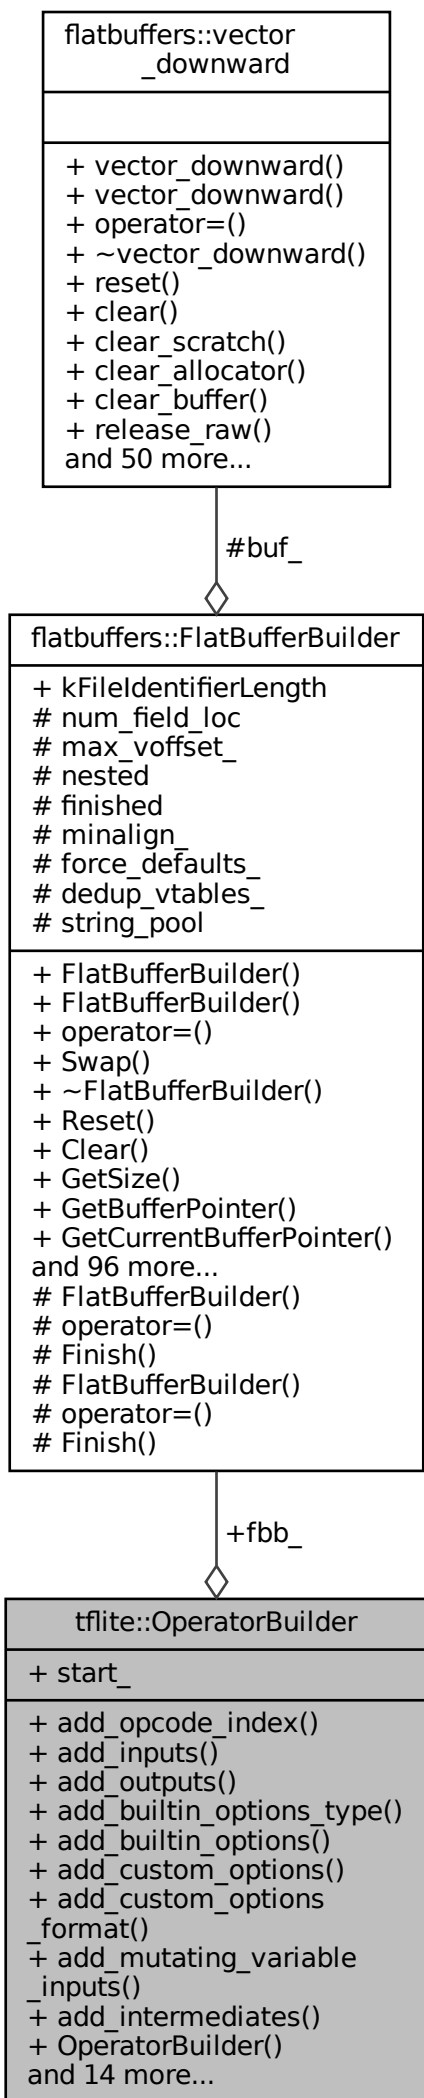 flatbuffers::vector
_downward
+ vector_downward()
+ vector_downward()
+ operator=()
+ ~vector_downward()
+ reset()
+ clear()
+ clear_scratch()
+ clear_allocator()
+ clear_buffer()
+ release_raw()
and 50 more...
#buf_
flatbuffers::FlatBufferBuilder
+ kFileIdentifierLength
# num_field_loc
# max_voffset_
# nested
# finished
# minalign_
# force_defaults_
# dedup_vtables_
# string_pool
+ FlatBufferBuilder()
+ FlatBufferBuilder()
+ operator=()
+ Swap()
+ ~FlatBufferBuilder()
+ Reset()
+ Clear()
+ GetSize()
+ GetBufferPointer()
+ GetCurrentBufferPointer()
and 96 more...
# FlatBufferBuilder()
# operator=()
# Finish()
# FlatBufferBuilder()
# operator=()
# Finish()
+fbb_
tflite::OperatorBuilder
+ start_
+ add_opcode_index()
+ add_inputs()
+ add_outputs()
+ add_builtin_options_type()
+ add_builtin_options()
+ add_custom_options()
+ add_custom_options
_format()
+ add_mutating_variable
_inputs()
+ add_intermediates()
+ OperatorBuilder()
and 14 more...